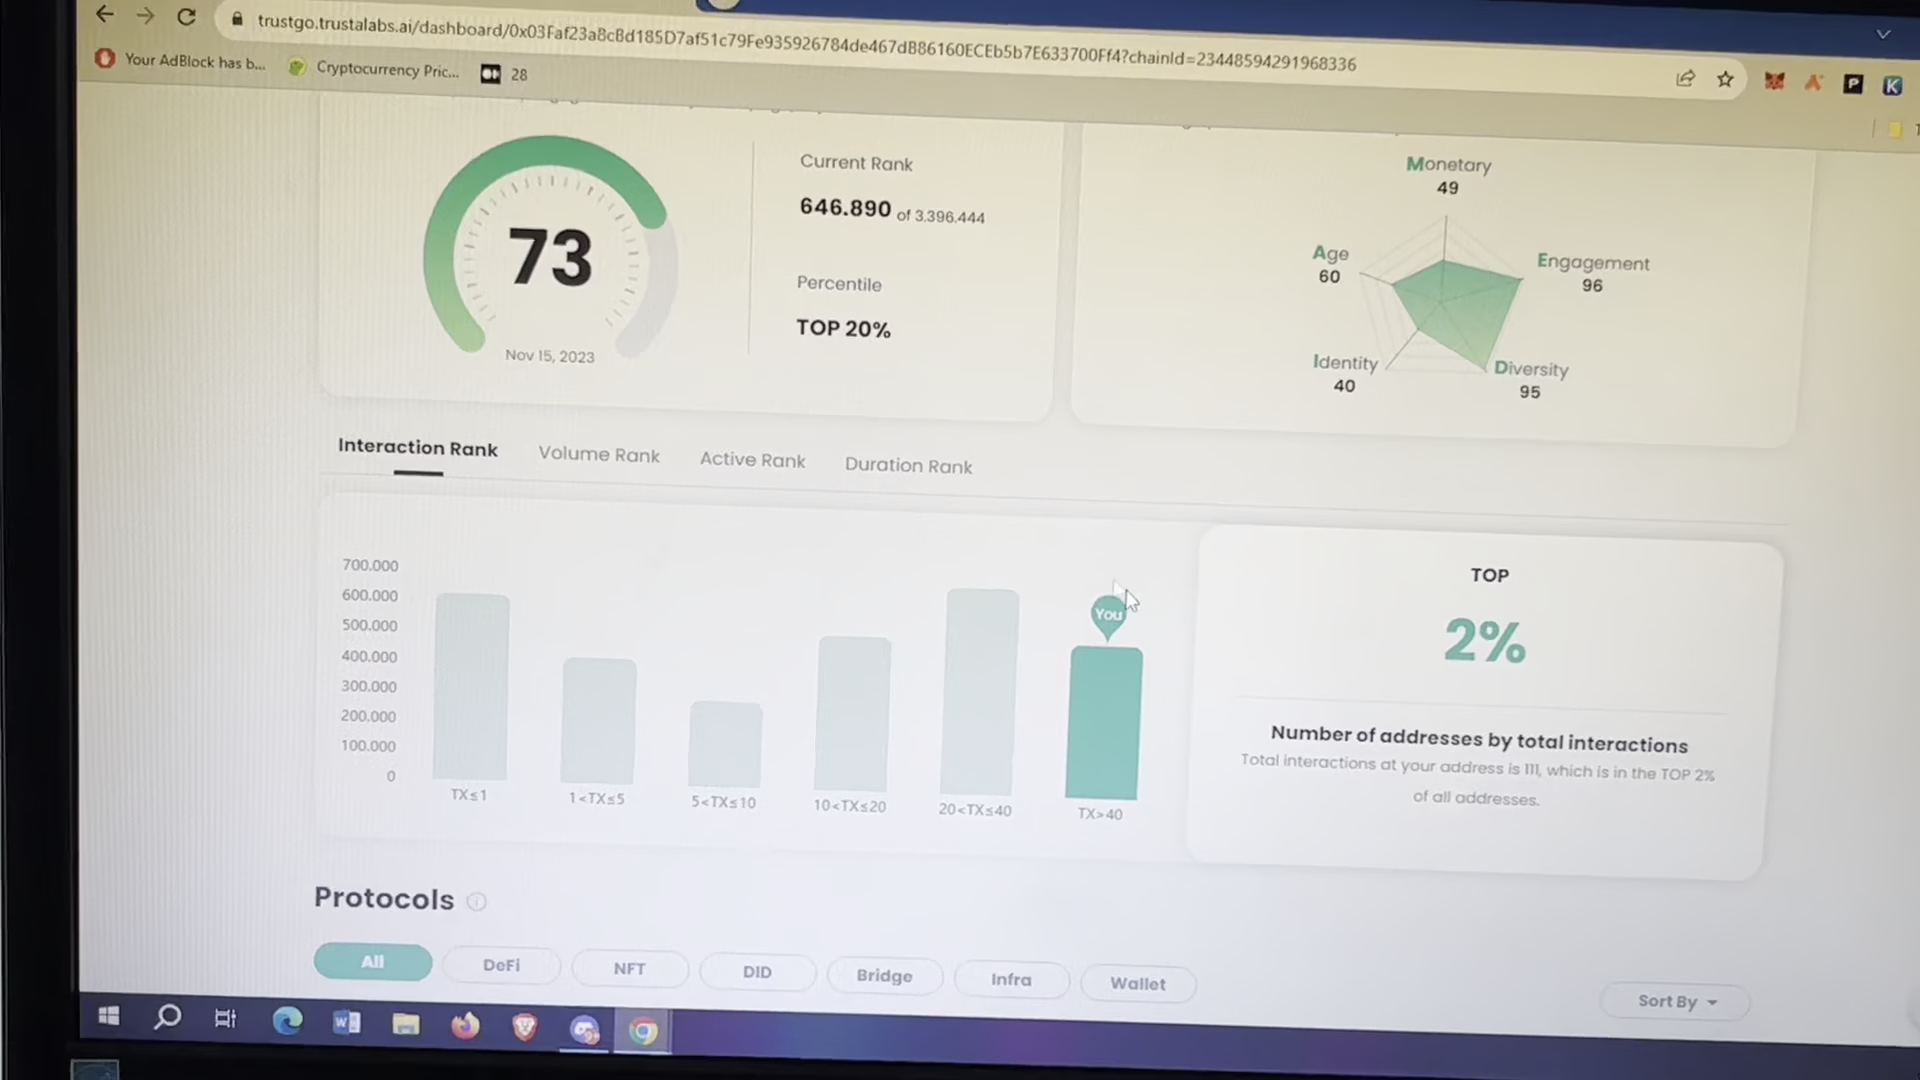 trustgo.trustalabs.ai/dashboard/0x03Faf23a8cBd185D7af51c79Fe935926784de467dB86160ECEb5b7E633700Ff4?chainId=23448594291968336
Your AdBlock has b...
Cryptocurrency Pric...
28
P
K
73
Nov 15, 2023
Current Rank
646.890 of 3.396.444
Percentile
TOP 20%
Monetary
49
Age
60
Engagement
96
Identity
40
Diversity
95
Interaction Rank
Volume Rank
Active Rank
Duration Rank
700.000
600.000
500.000
400.000
300.000
200.000
100.000
0
TX≤1
1<TX≤5
5<TX≤10
10<TX≤20
20<TX≤40
TX>40
You
TOP
2%
Number of addresses by total interactions
Total interactions at your address is 111, which is in the TOP 2%
of all addresses.
Protocols
All
DeFi
NFT
DID
Bridge
Infra
Wallet
Sort By
W